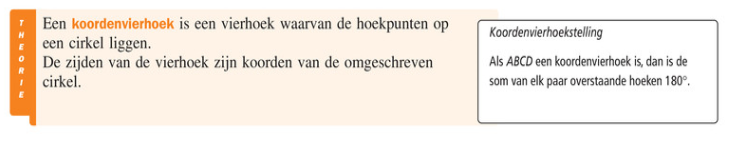 THEORIE
Een koordenvierhoek is een vierhoek waarvan de hoekpunten op
een cirkel liggen.
De zijden van de vierhoek zijn koorden van de omgeschreven
cirkel.
Koordenvierhoekstelling
Als ABCD een koordenvierhoek is, dan is de
som van elk paar overstaande hoeken 180°.